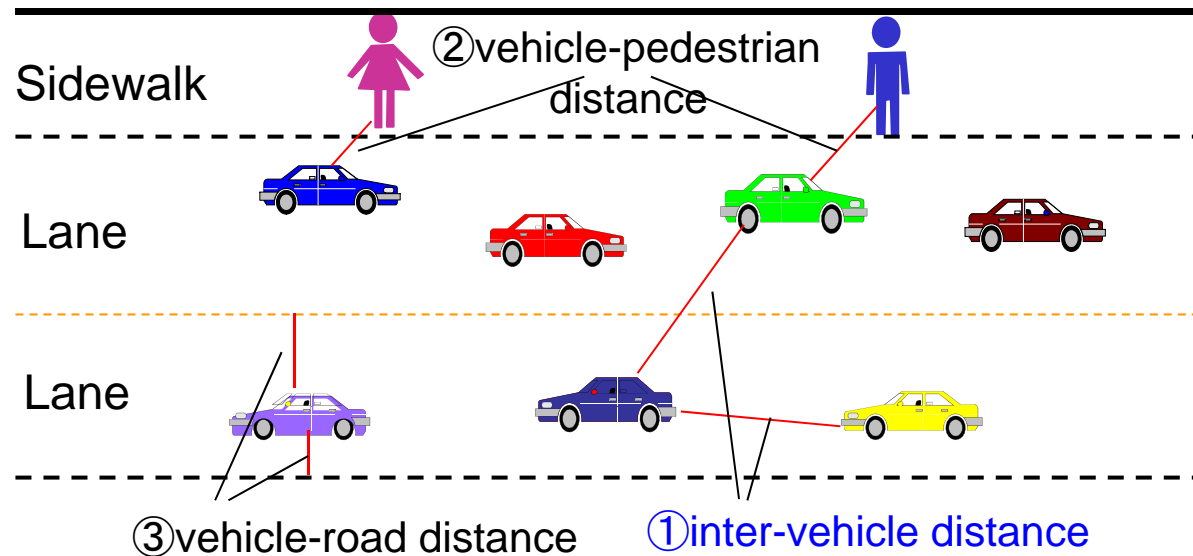 ②vehicle-pedestrian
distance
Sidewalk
Lane
Lane
③vehicle-road distance
①inter-vehicle distance